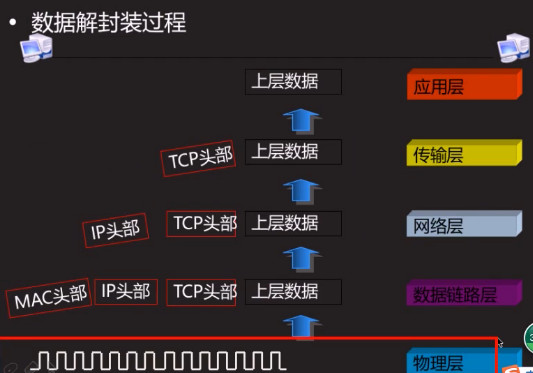 • 数据解封装过程
上层数据 应用层
TCP头部 上层数据 传输层
IP头部 TCP头部 上层数据 网络层
MAC头部 IP头部 TCP头部 上层数据 数据链路层
物理层